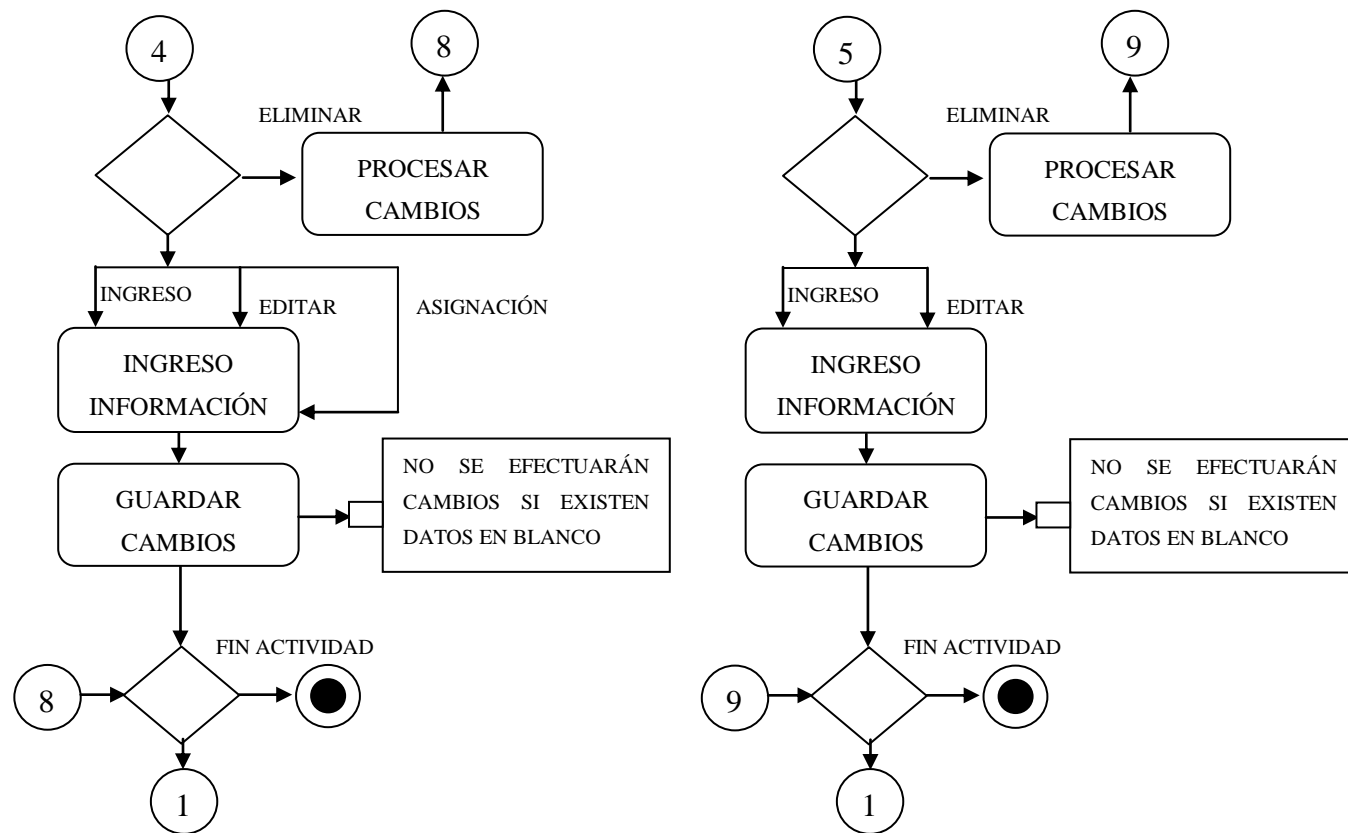 4
8
ELIMINAR
PROCESAR
CAMBIOS
INGRESO
EDITAR
ASIGNACIÓN
INGRESO
INFORMACIÓN
GUARDAR
CAMBIOS
NO SE EFECTUARÁN
CAMBIOS SI EXISTEN
DATOS EN BLANCO
FIN ACTIVIDAD
8
1
5
9
ELIMINAR
PROCESAR
CAMBIOS
INGRESO
EDITAR
INGRESO
INFORMACIÓN
GUARDAR
CAMBIOS
NO SE EFECTUARÁN
CAMBIOS SI EXISTEN
DATOS EN BLANCO
FIN ACTIVIDAD
9
1